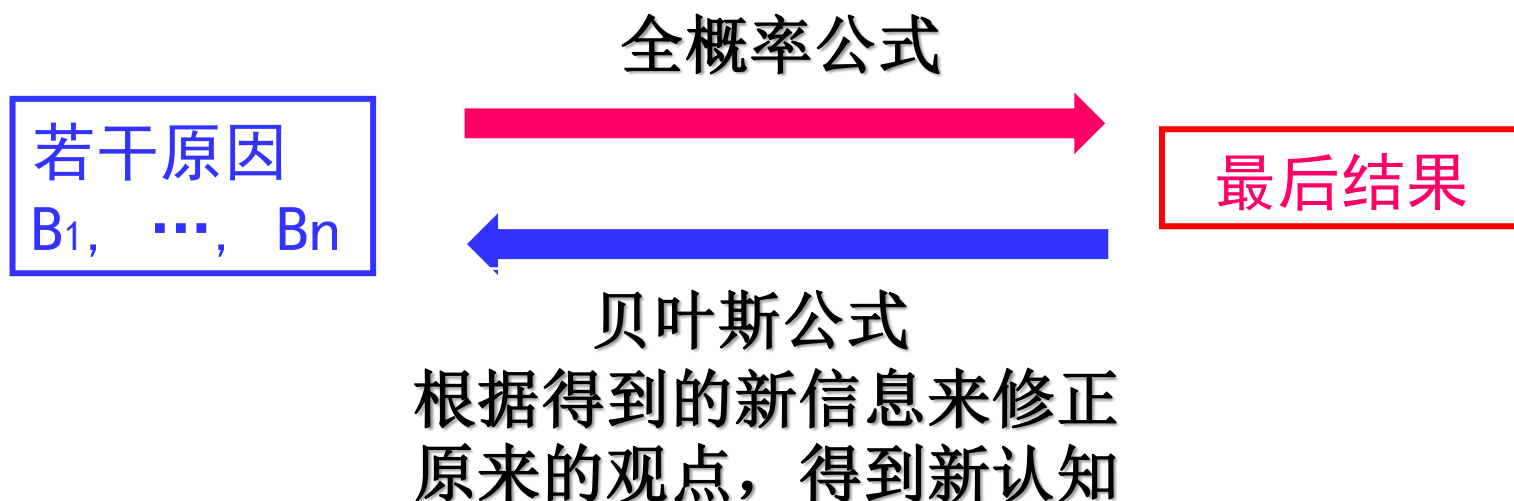 全概率公式
若干原因
B1, …, Bn
最后结果
贝叶斯公式
根据得到的新信息来修正
原来的观点，得到新认知